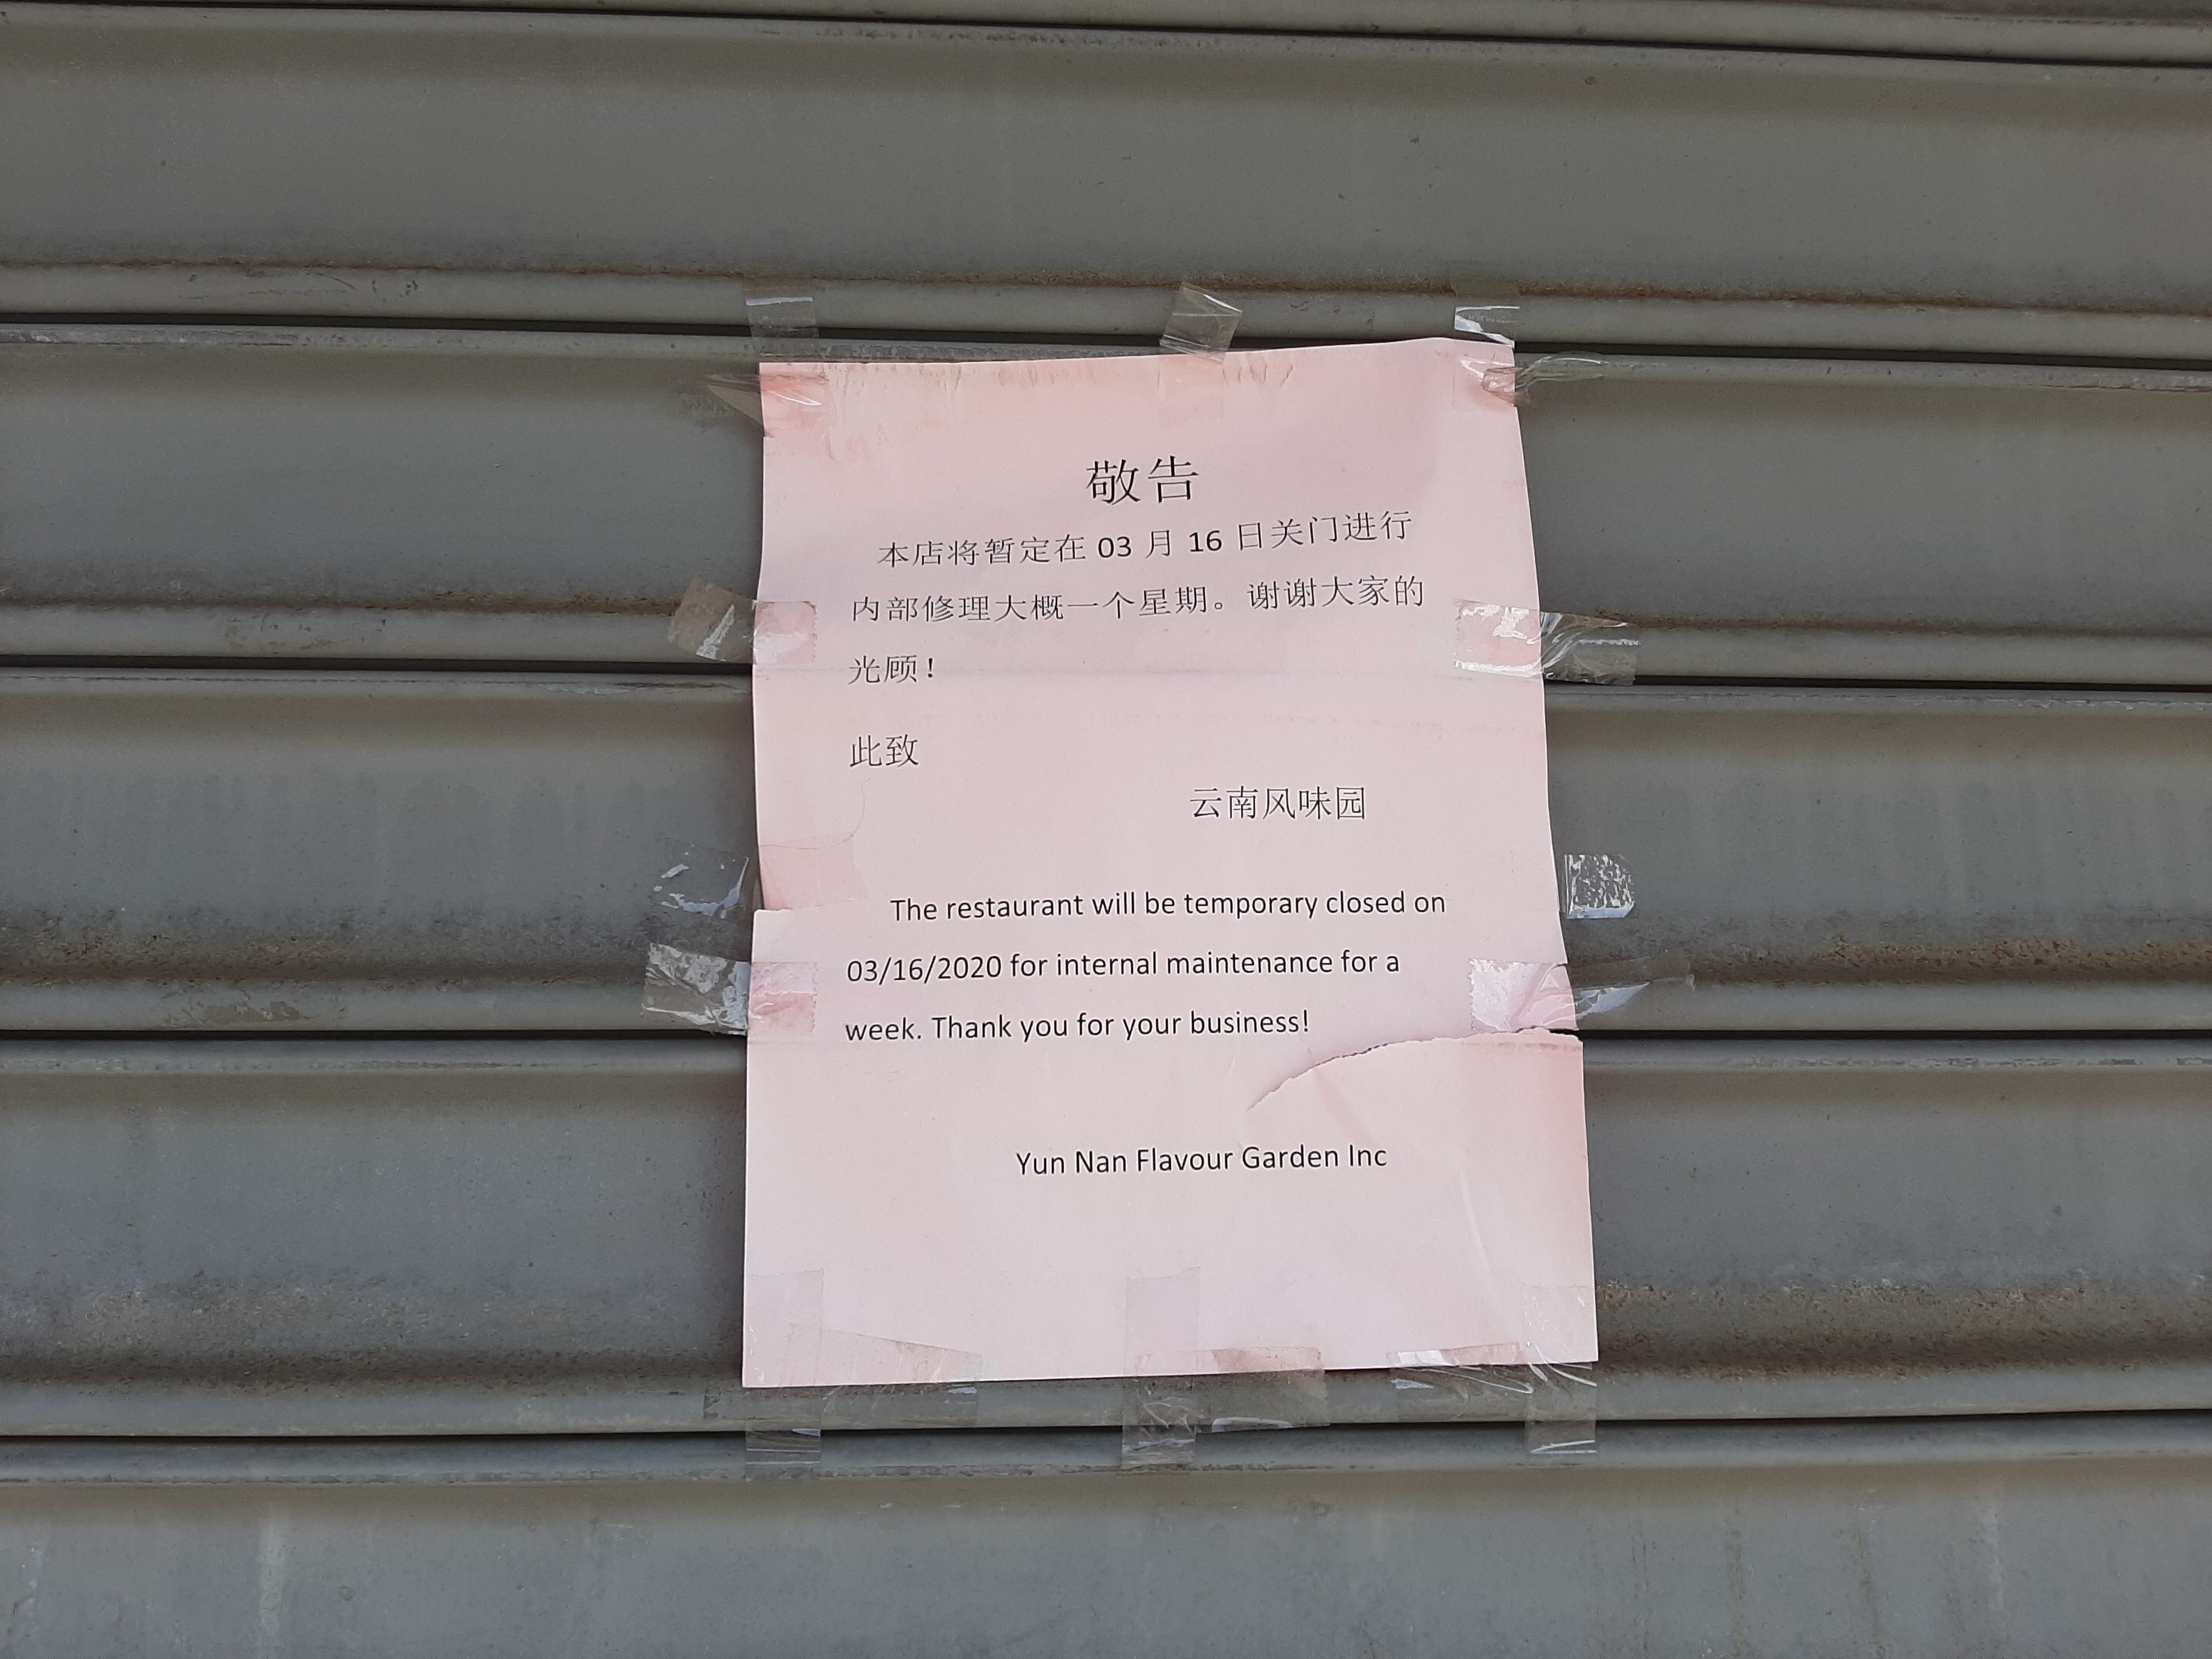 敬告
本店将暂定在 03 月 16 日关门进行
内部修理大概一个星期。谢谢大家的
光顾！
此致
云南风味园
The restaurant will be temporary closed on
03/16/2020 for internal maintenance for a
week. Thank you for your business!
Yun Nan Flavour Garden Inc